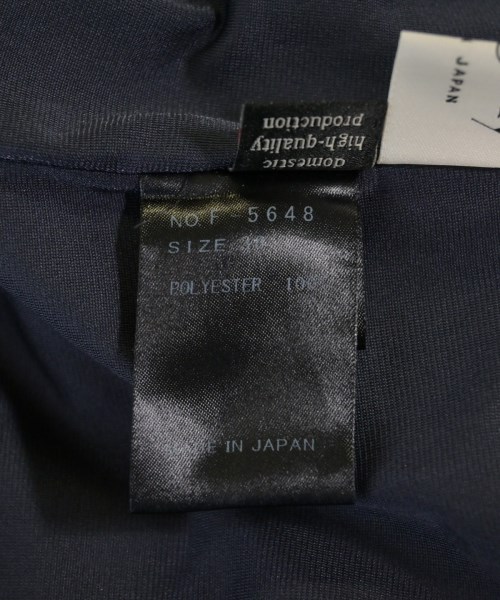 domestic
high-quality
production
JAPAN
NO.F 5648
SIZE
POLYESTER
IN JAPAN